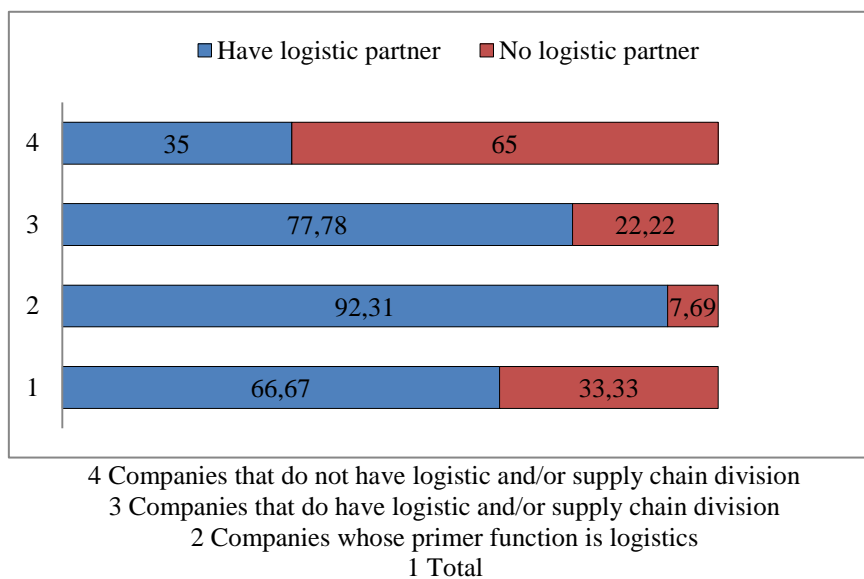 Have logistic partner No logistic partner
4 35 65
3 77,78 22,22
2 92,31 7,69
1 66,67 33,33
4 Companies that do not have logistic and/or supply chain division
3 Companies that do have logistic and/or supply chain division
2 Companies whose primer function is logistics
1 Total